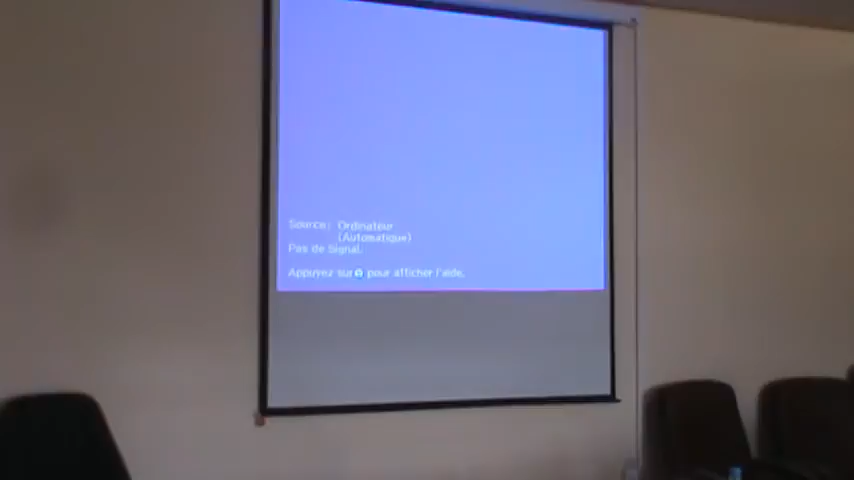 Source: Ordinateur
(Automatique)
Pas de Signal.
Appuyez sur pour afficher l'aide.